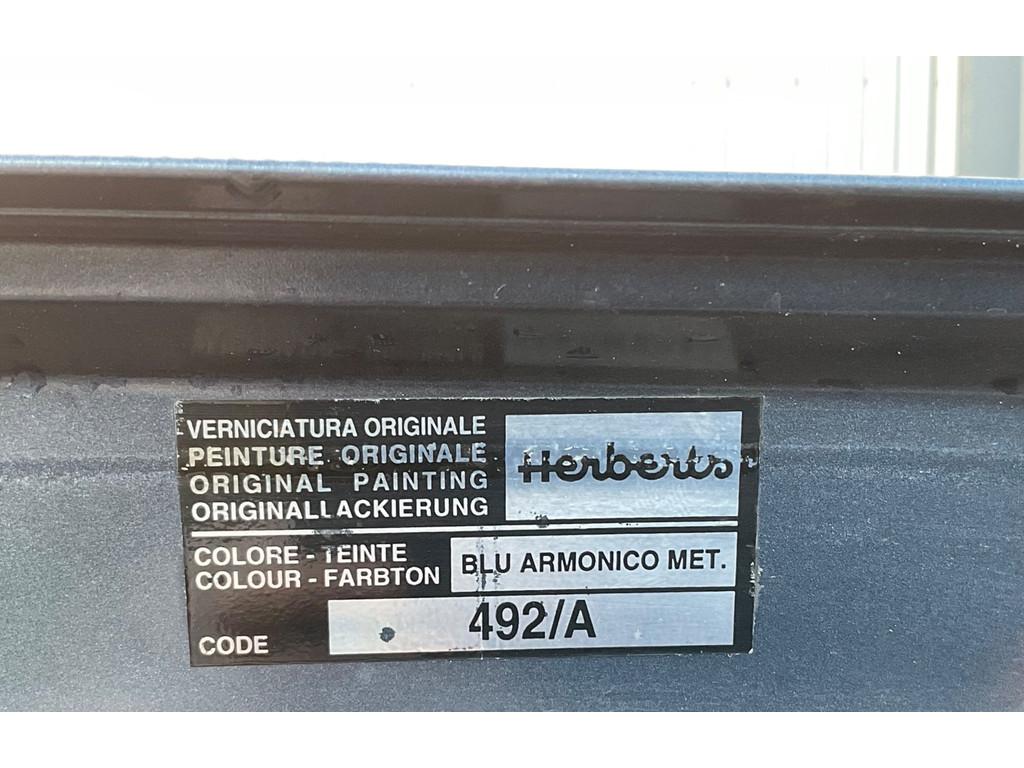 VERNICIATURA ORIGINALE
PEINTURE ORIGINALE
ORIGINAL PAINTING
ORIGINALLACKIERUNG
Herberts
COLORE - TEINTE
COLOUR - FARBTON
BLU ARMONICO MET.
CODE
492/A